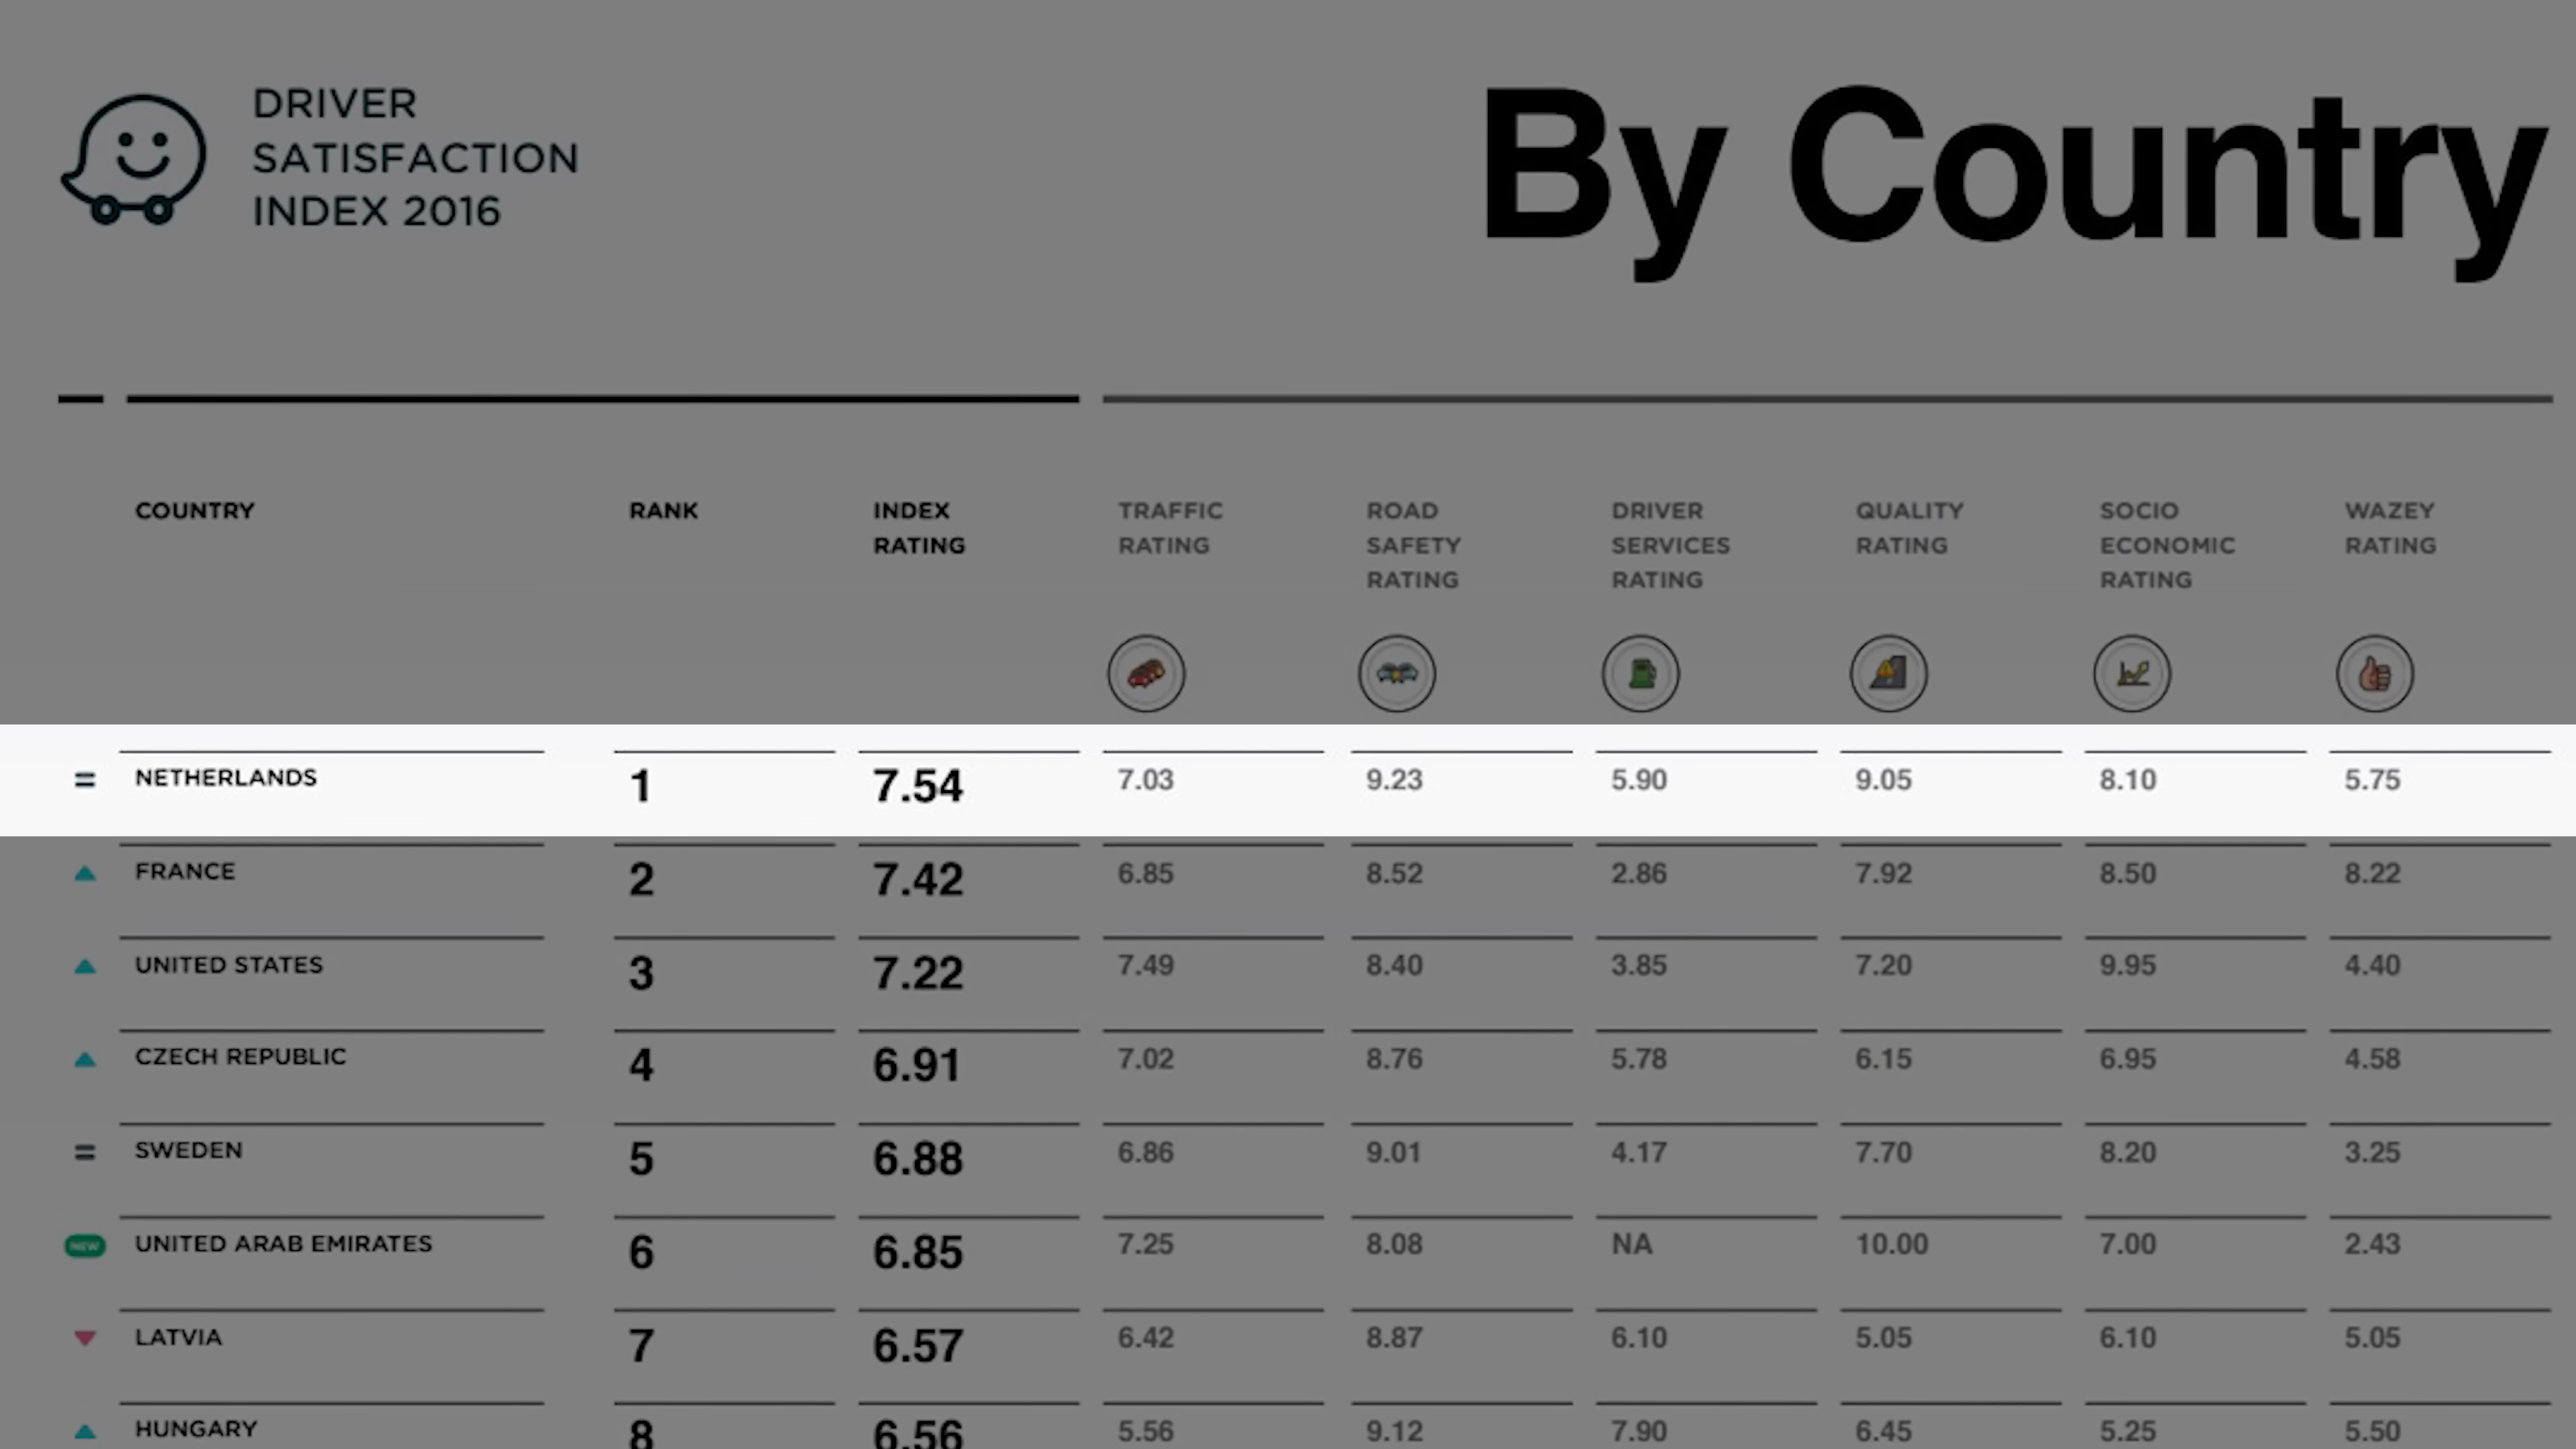 DRIVER
SATISFACTION
INDEX 2016
By Country
COUNTRY RANK INDEX RATING TRAFFIC RATING ROAD SAFETY RATING DRIVER SERVICES RATING QUALITY RATING SOCIO ECONOMIC RATING WAZEY RATING
= NETHERLANDS 1 7.54 7.03 9.23 5.90 9.05 8.10 5.75
FRANCE 2 7.42 6.85 8.52 2.86 7.92 8.50 8.22
UNITED STATES 3 7.22 7.49 8.40 3.85 7.20 9.95 4.40
CZECH REPUBLIC 4 6.91 7.02 8.76 5.78 6.15 6.95 4.58
= SWEDEN 5 6.88 6.86 9.01 4.17 7.70 8.20 3.25
NEW UNITED ARAB EMIRATES 6 6.85 7.25 8.08 NA 10.00 7.00 2.43
LATVIA 7 6.57 6.42 8.87 6.10 5.05 6.10 5.05
HUNGARY 8 6.56 5.56 9.12 7.90 6.45 5.25 5.50